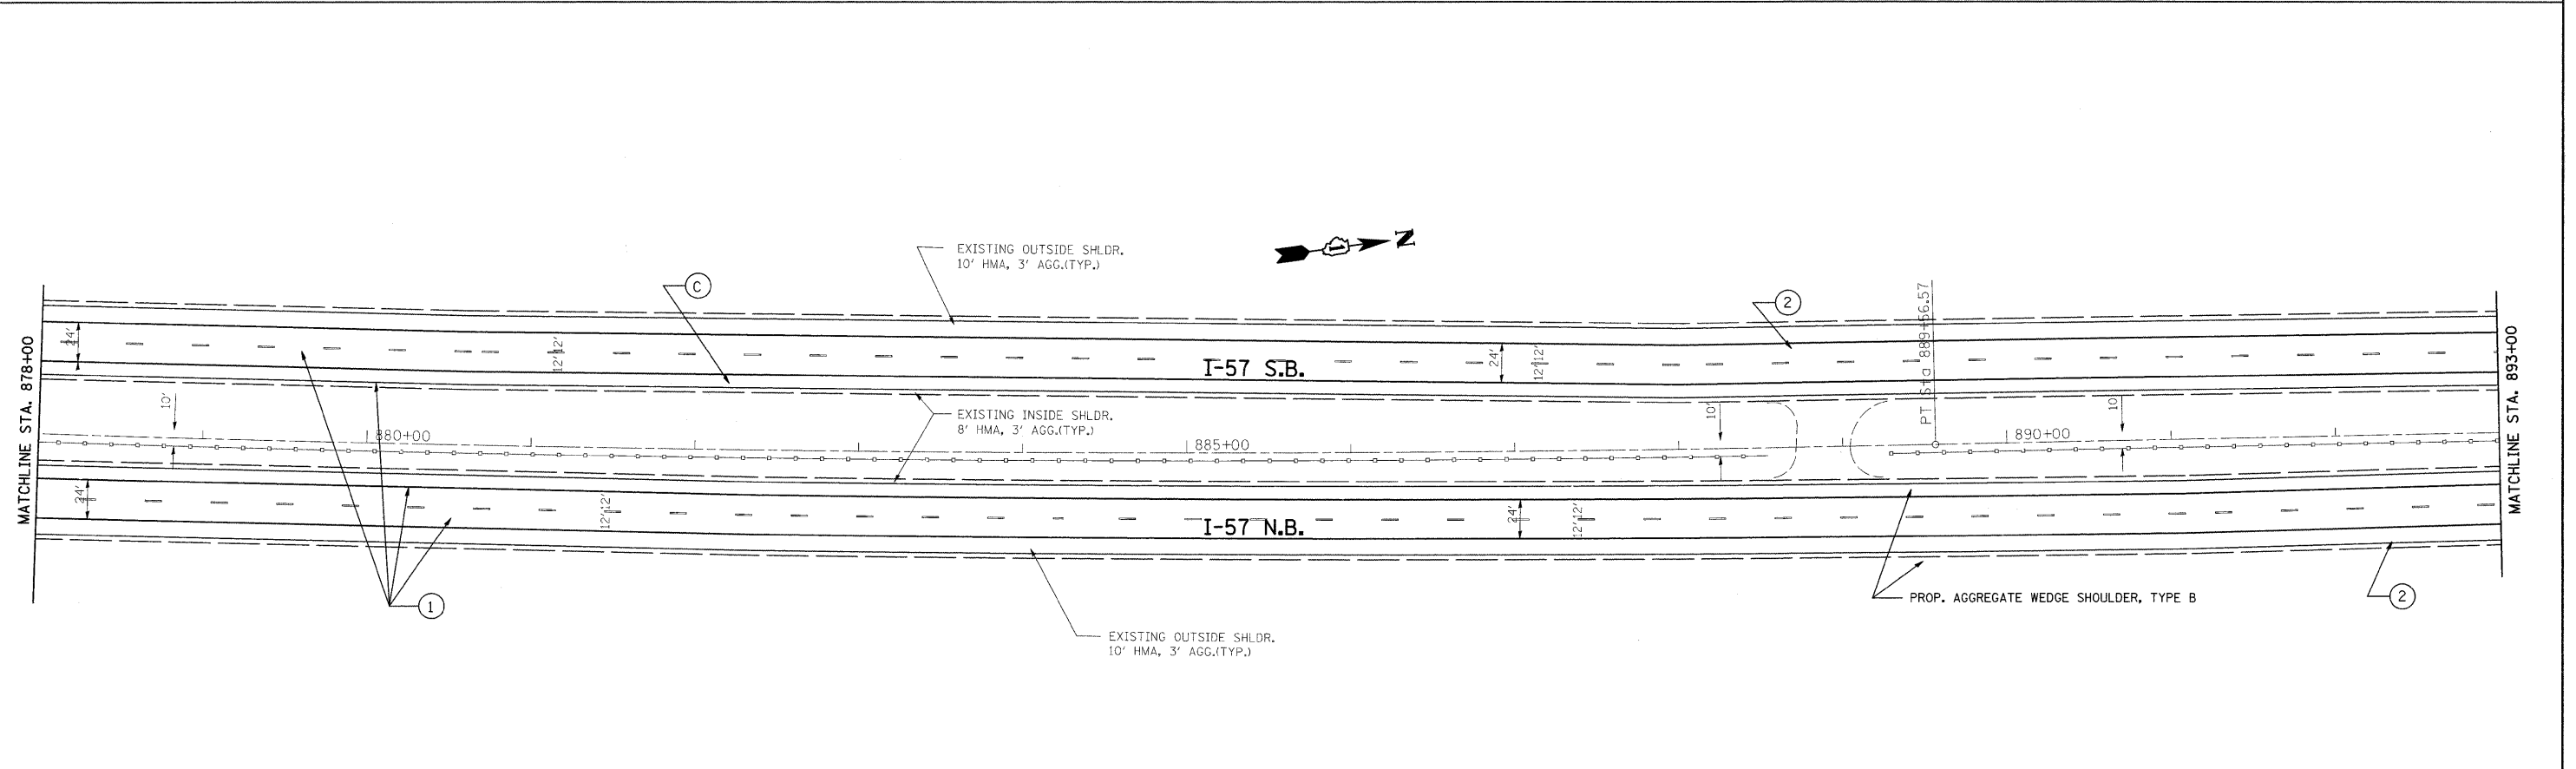 EXISTING OUTSIDE SHLDR.
10' HMA, 3' AGG.(TYP.)
N
C
2
PT Sta 889+56.57
MATCHLINE STA. 878+00
24'
12'
12'
I-57 S.B.
24'
12'
12'
MATCHLINE STA. 893+00
10'
EXISTING INSIDE SHLDR.
8' HMA, 3' AGG.(TYP.)
10'
10'
880+00
885+00
890+00
24'
12'
12'
I-57 N.B.
24'
12'
12'
1
PROP. AGGREGATE WEDGE SHOULDER, TYPE B
2
EXISTING OUTSIDE SHLDR.
10' HMA, 3' AGG.(TYP.)